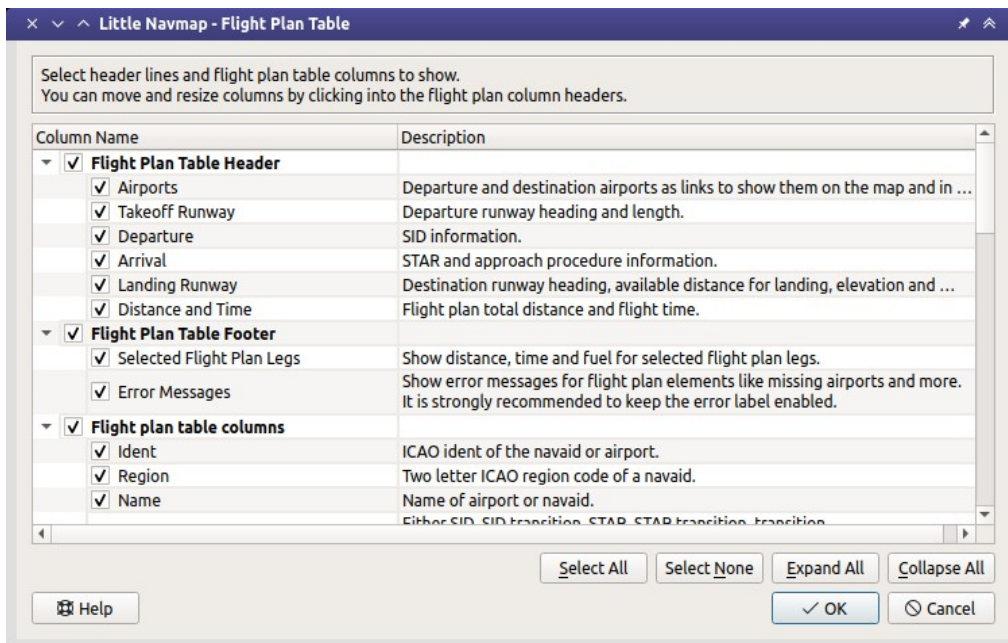 Little Navmap - Flight Plan Table
Select header lines and flight plan table columns to show.
You can move and resize columns by clicking into the flight plan column headers.
Column Name Description
Flight Plan Table Header
Airports Departure and destination airports as links to show them on the map and in ...
Takeoff Runway Departure runway heading and length.
Departure SID information.
Arrival STAR and approach procedure information.
Landing Runway Destination runway heading, available distance for landing, elevation and ...
Distance and Time Flight plan total distance and flight time.
Flight Plan Table Footer
Selected Flight Plan Legs Show distance, time and fuel for selected flight plan legs.
Error Messages Show error messages for flight plan elements like missing airports and more.
It is strongly recommended to keep the error label enabled.
Flight plan table columns
Ident ICAO ident of the navaid or airport.
Region Two letter ICAO region code of a navaid.
Name Name of airport or navaid.
Either SID, SID transition, STAR, STAR transition, transition
Select All Select None Expand All Collapse All
Help OK Cancel